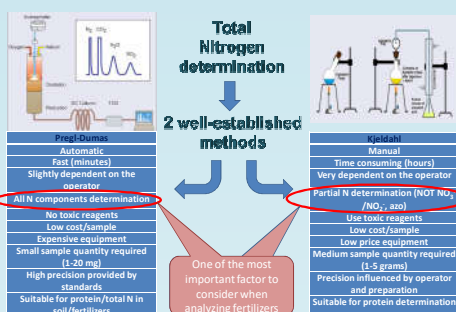 Total
Nitrogen
determination
2 well-established
methods
Pregl-Dumas
Automatic
Fast (minutes)
Slightly dependent on the
operator
All N components determination
No toxic reagents
Low cost/sample
Expensive equipment
Small sample quantity required
(1-20 mg)
High precision provided by
standards
Suitable for protein/total N in
soil/fertilizers
One of the most
important factor to
consider when
analyzing fertilizers
Kjeldahl
Manual
Time consuming (hours)
Very dependent on the operator
Partial N determination (NOT NO3
/NO2-, azo)
Use toxic reagents
Low cost/sample
Low price equipment
Medium sample quantity required
(1-5 grams)
Precision influenced by operator
and preparation
Suitable for protein determination